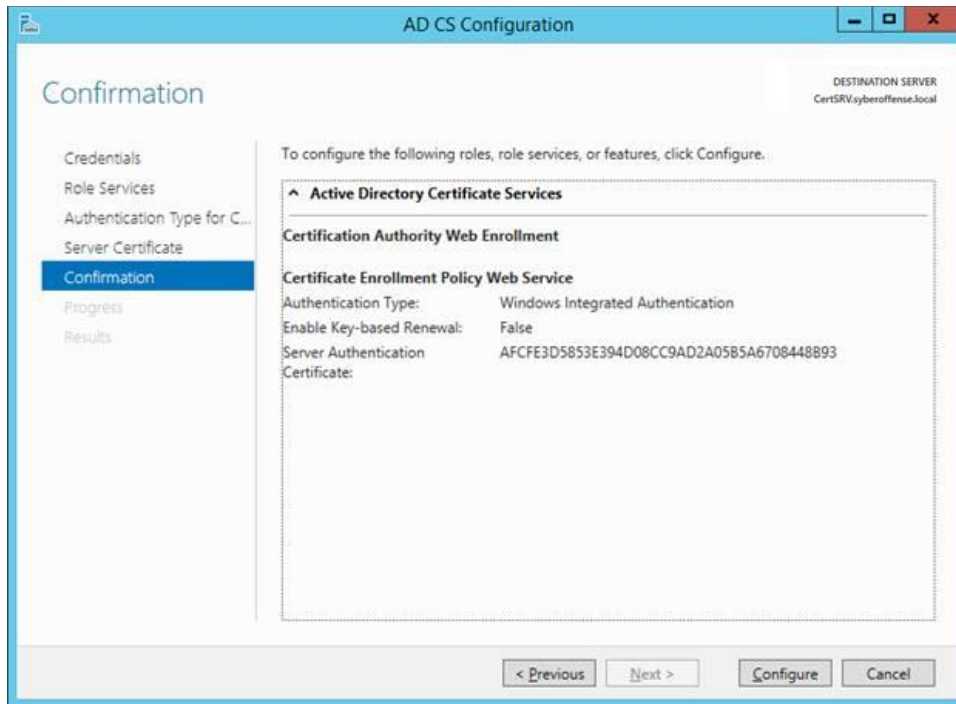 AD CS Configuration
Confirmation
DESTINATION SERVER
CertSRV.syberoffense.local
Credentials
Role Services
Authentication Type for C...
Server Certificate
Confirmation
Progress
Results
To configure the following roles, role services, or features, click Configure.
Active Directory Certificate Services
Certification Authority Web Enrollment
Certificate Enrollment Policy Web Service
Authentication Type: Windows Integrated Authentication
Enable Key-based Renewal: False
Server Authentication AFCFE3D5853E394D08CC9AD2A05B5A6708448B93
Certificate:
< Previous Next > Configure Cancel